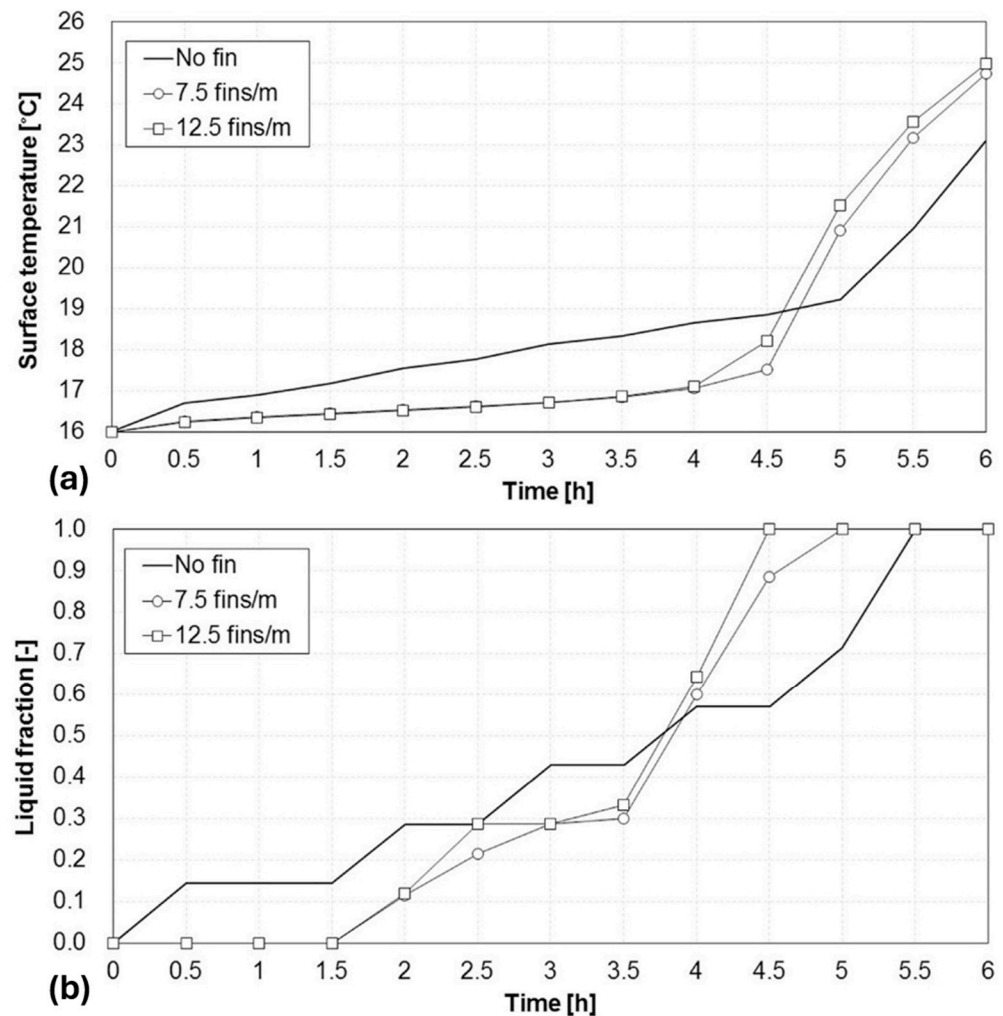 26
25
24
23
22
21
20
19
18
17
16
Surface temperature [°C]
No fin
7.5 fins/m
12.5 fins/m
0 0.5 1 1.5 2 2.5 3 3.5 4 4.5 5 5.5 6
(a)
Time [h]
1.0
0.9
0.8
0.7
0.6
0.5
0.4
0.3
0.2
0.1
0.0
Liquid fraction [-]
No fin
7.5 fins/m
12.5 fins/m
0 0.5 1 1.5 2 2.5 3 3.5 4 4.5 5 5.5 6
(b)
Time [h]